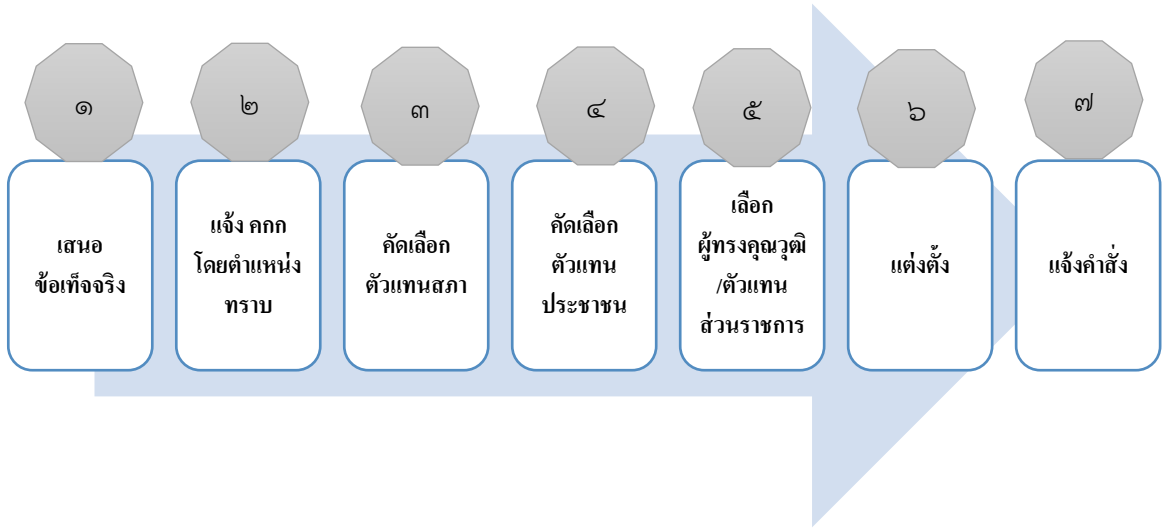 ๑
เสนอ
ข้อเท็จจริง
๒
แจ้ง คกก
โดยตำแหน่ง
ทราบ
๓
คัดเลือก
ตัวแทนสภา
๔
คัดเลือก
ตัวแทน
ประชาชน
๕
เลือก
ผู้ทรงคุณวุฒิ
/ตัวแทน
ส่วนราชการ
๖
แต่งตั้ง
๗
แจ้งคำสั่ง